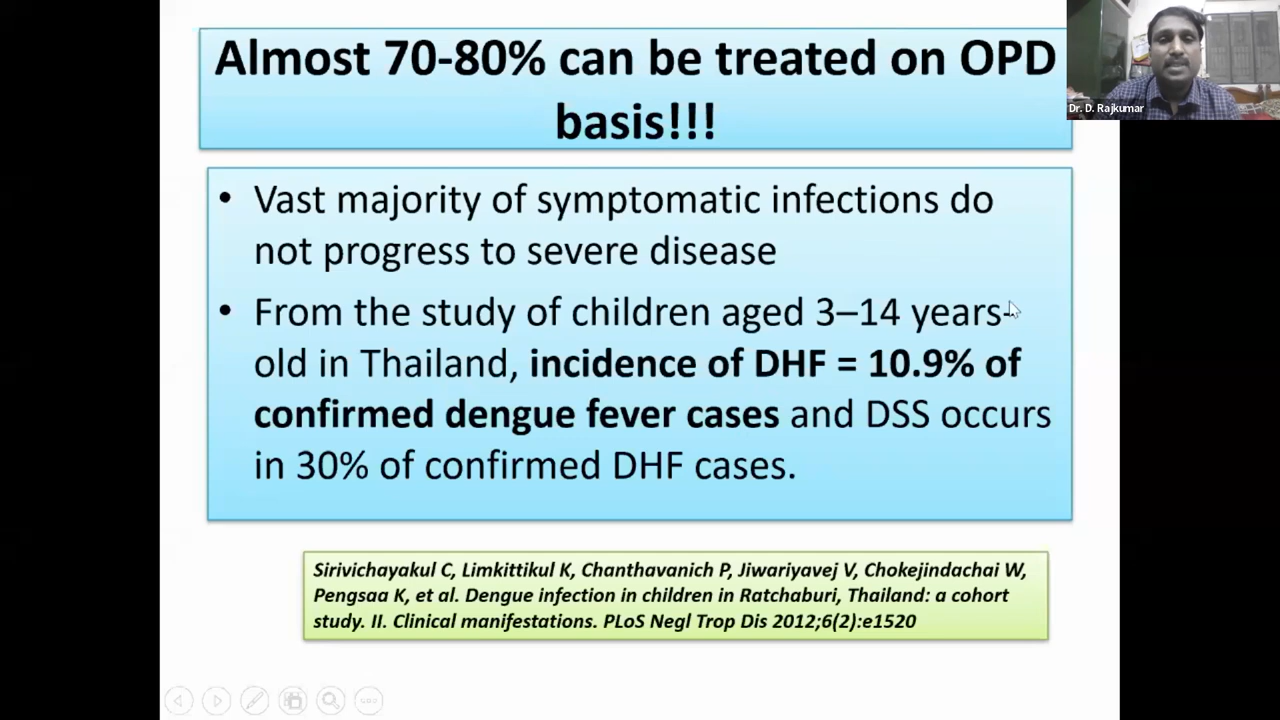 Almost 70-80% can be treated on OPD
basis!!!
Dr. D. Rajkumar
• Vast majority of symptomatic infections do
not progress to severe disease
• From the study of children aged 3–14 years-
old in Thailand, incidence of DHF = 10.9% of
confirmed dengue fever cases and DSS occurs
in 30% of confirmed DHF cases.
Sirivichayakul C, Limkittikul K, Chanthavanich P, Jiwariyavej V, Chokejindachai W,
Pengsaa K, et al. Dengue infection in children in Ratchaburi, Thailand: a cohort
study. II. Clinical manifestations. PLoS Negl Trop Dis 2012;6(2):e1520